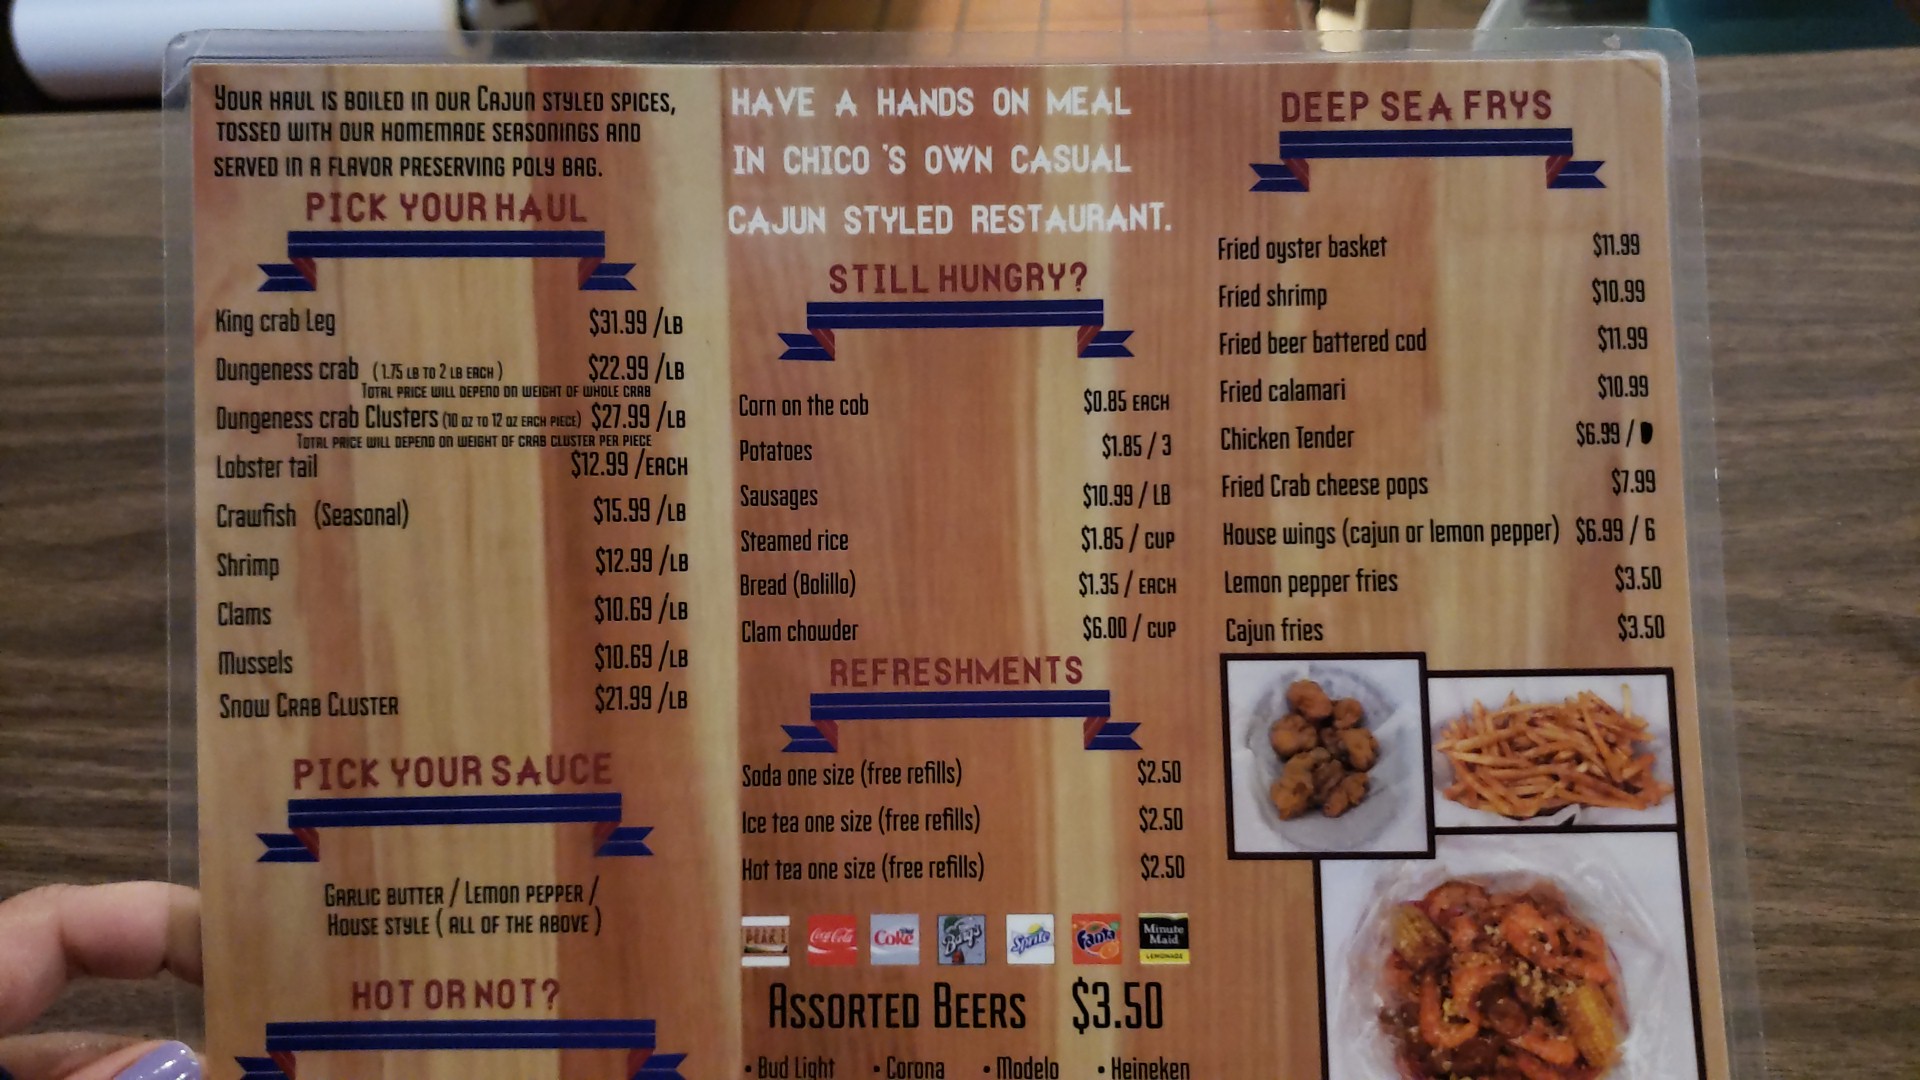 Your haul is boiled in our Cajun styled spices,
tossed with our homemade seasonings and
served in a flavor preserving poly bag.
PICK YOUR HAUL
King crab Leg $31.99 /LB
Dungeness crab (1.75 LB TO 2 LB EACH) $22.99 /LB
Total price will depend on weight of whole crab
Dungeness crab Clusters (10 OZ TO 12 OZ EACH PIECE) $27.99 /LB
Total price will depend on weight of crab cluster per piece
Lobster tail $12.99 /EACH
Crawfish (Seasonal) $15.99 /LB
Shrimp $12.99 /LB
Clams $10.69 /LB
Mussels $10.69 /LB
Snow Crab Cluster $21.99 /LB
PICK YOUR SAUCE
Garlic butter / Lemon pepper /
House style ( all of the above )
HOT OR NOT?
HAVE A HANDS ON MEAL
IN CHICO 'S OWN CASUAL
CAJUN STYLED RESTAURANT.
STILL HUNGRY?
Corn on the cob $0.85 EACH
Potatoes $1.85 / 3
Sausages $10.99 / LB
Steamed rice $1.85 / CUP
Bread (Bolillo) $1.35 / EACH
Clam chowder $6.00 / CUP
REFRESHMENTS
Soda one size (free refills) $2.50
Ice tea one size (free refills) $2.50
Hot tea one size (free refills) $2.50
PEAK Coca-Cola Coke Barq's Sprite Fanta Minute
Maid
LEMONADE
Assorted Beers $3.50
• Bud Light • Corona • Modelo • Heineken
DEEP SEA FRYS
Fried oyster basket $11.99
Fried shrimp $10.99
Fried beer battered cod $11.99
Fried calamari $10.99
Chicken Tender $6.99 /
Fried Crab cheese pops $7.99
House wings (cajun or lemon pepper) $6.99 / 6
Lemon pepper fries $3.50
Cajun fries $3.50